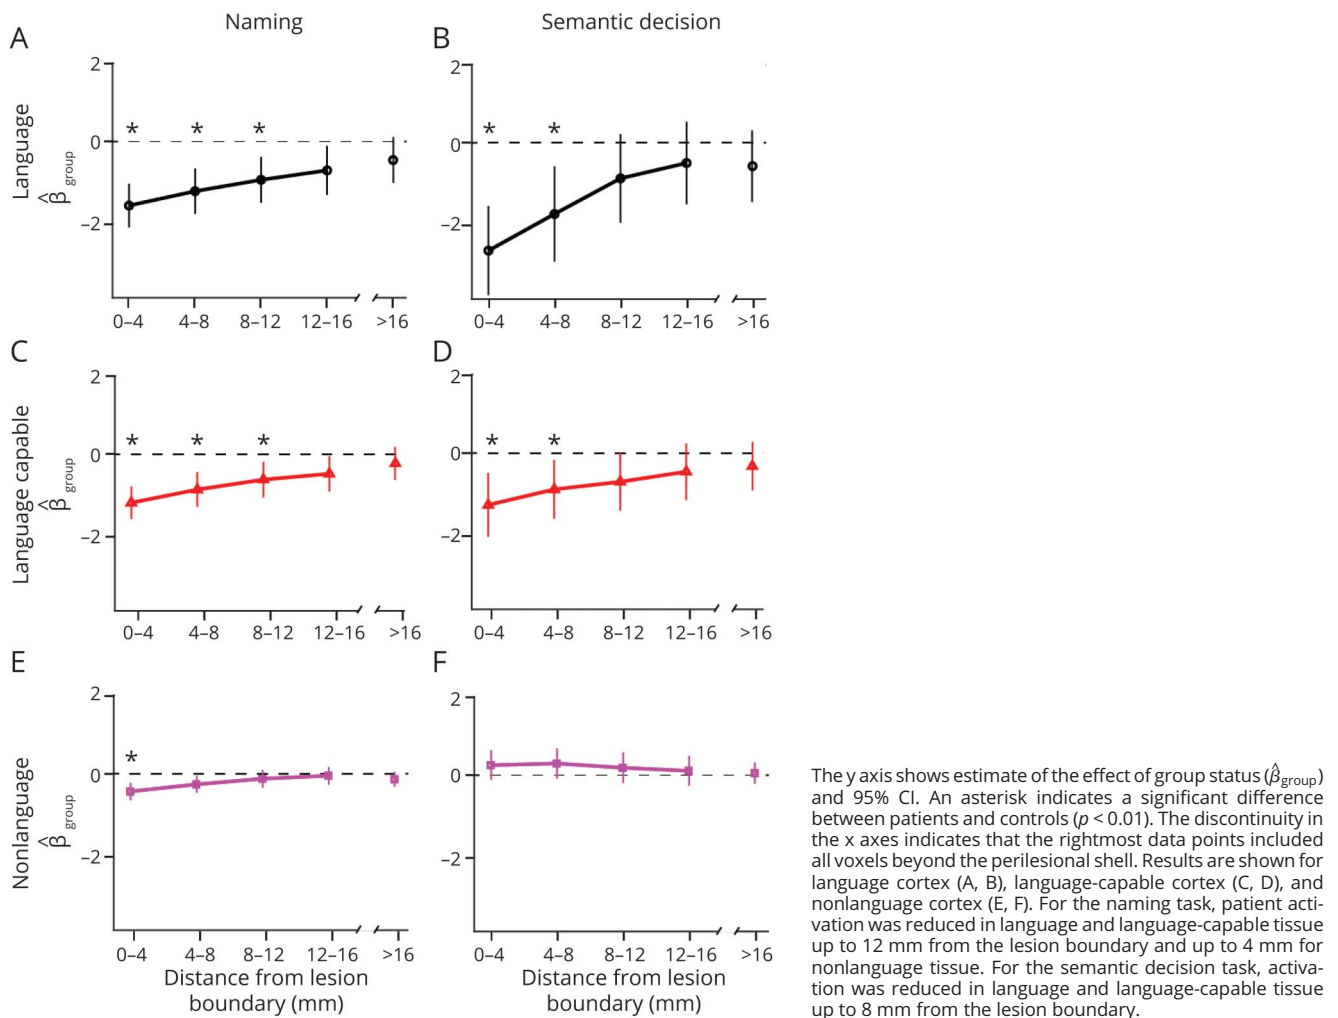 Naming
Semantic decision
A
B
Language
β̂ group
2
0
−2
* * *
0–4 4–8 8–12 12–16 >16
2
0
−2
* *
0–4 4–8 8–12 12–16 >16
C
D
Language capable
β̂ group
2
0
−2
* * *
0–4 4–8 8–12 12–16 >16
2
0
−2
* *
0–4 4–8 8–12 12–16 >16
E
F
Nonlanguage
β̂ group
2
0
−2
*
0–4 4–8 8–12 12–16 >16
Distance from lesion
boundary (mm)
2
0
−2
0–4 4–8 8–12 12–16 >16
Distance from lesion
boundary (mm)
The y axis shows estimate of the effect of group status (β̂group)
and 95% CI. An asterisk indicates a significant difference
between patients and controls (p < 0.01). The discontinuity in
the x axes indicates that the rightmost data points included
all voxels beyond the perilesional shell. Results are shown for
language cortex (A, B), language-capable cortex (C, D), and
nonlanguage cortex (E, F). For the naming task, patient acti-
vation was reduced in language and language-capable tissue
up to 12 mm from the lesion boundary and up to 4 mm for
nonlanguage tissue. For the semantic decision task, activa-
tion was reduced in language and language-capable tissue
up to 8 mm from the lesion boundary.